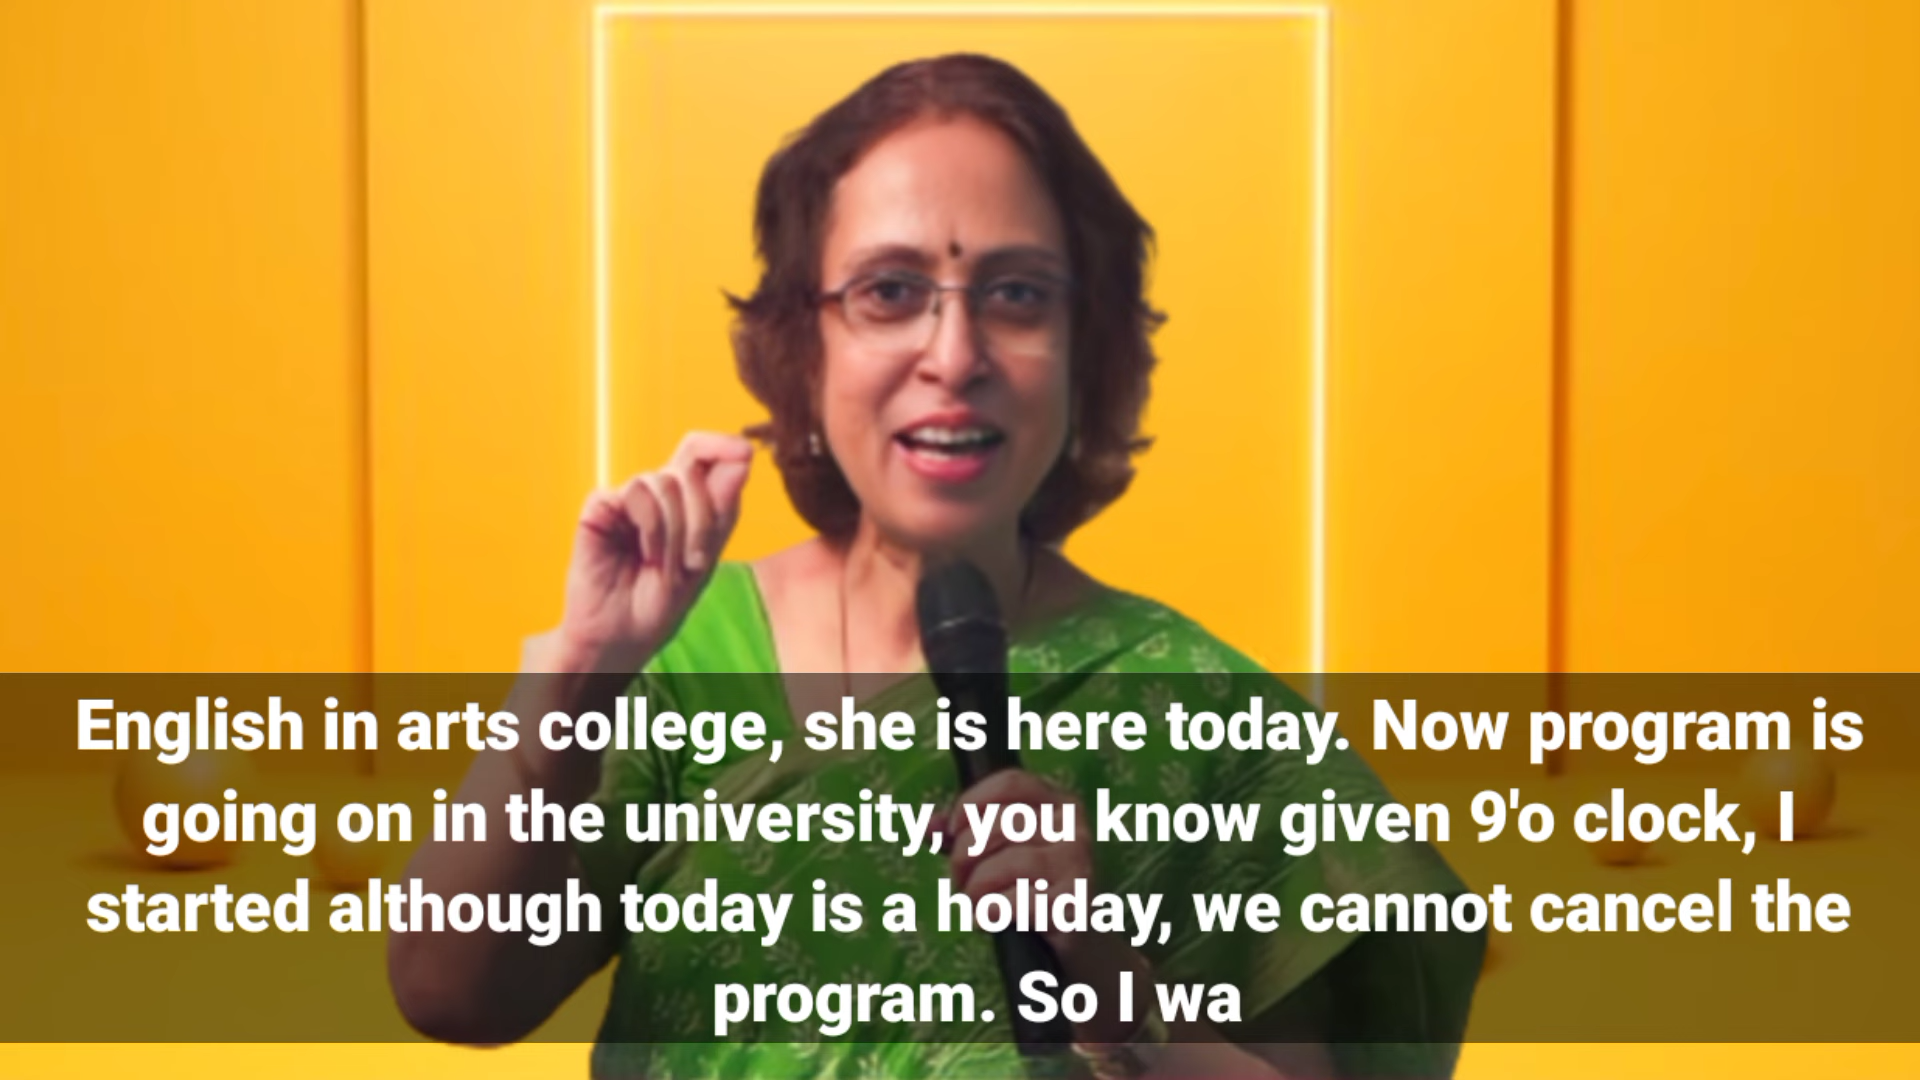 English in arts college, she is here today. Now program is
going on in the university, you know given 9'o clock, I
started although today is a holiday, we cannot cancel the
program. So I wa